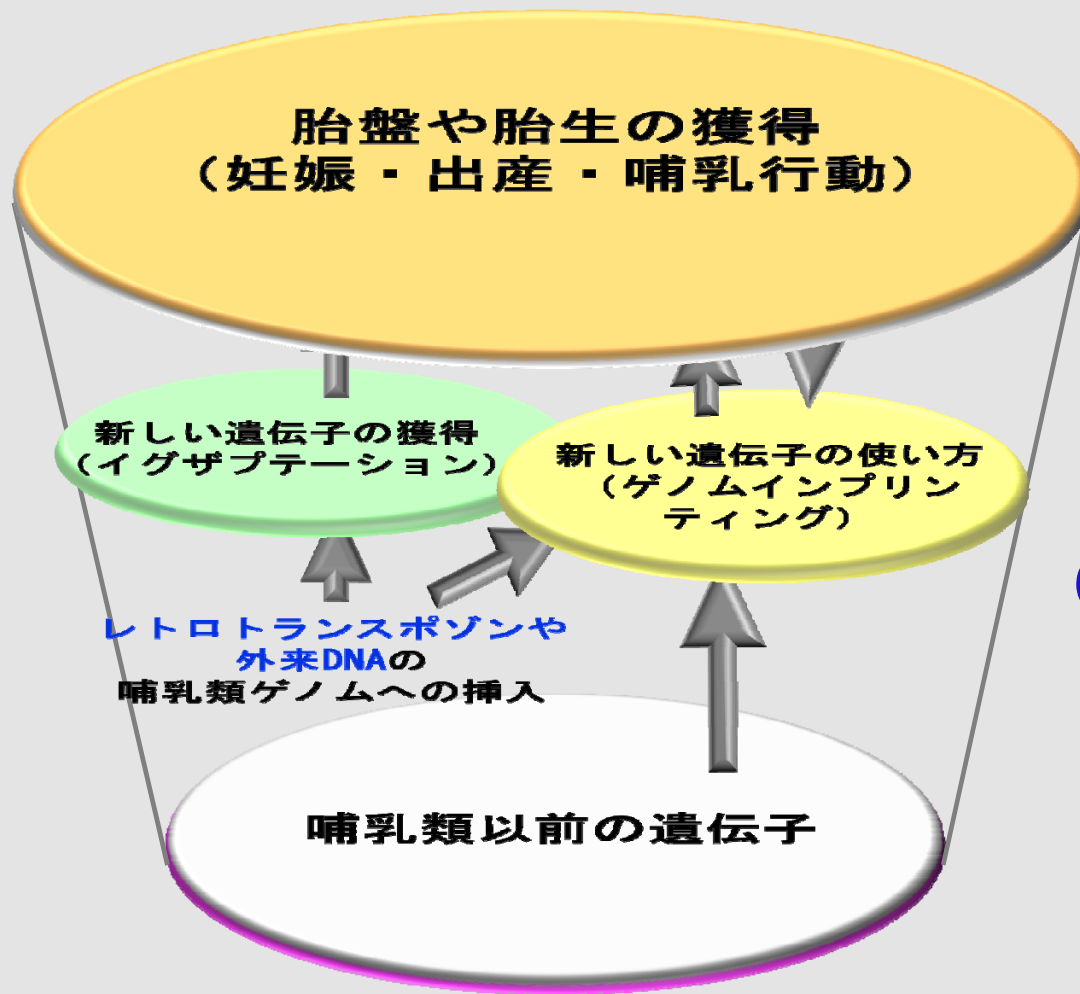 胎盤や胎生の獲得
（妊娠・出産・哺乳行動）
新しい遺伝子の獲得
（イグザプテーション）
新しい遺伝子の使い方
（ゲノムインプリン
ティング）
レトロトランスポゾンや
外来DNAの
哺乳類ゲノムへの挿入
哺乳類以前の遺伝子